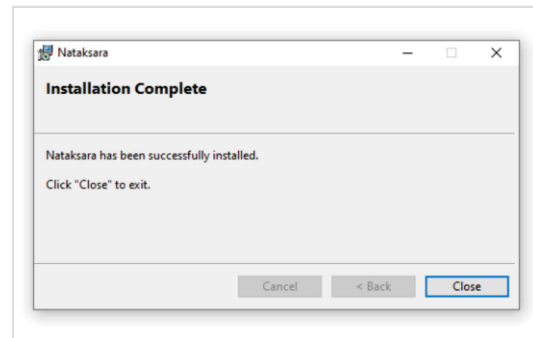 Nataksara
Installation Complete
Nataksara has been successfully installed.
Click "Close" to exit.
Cancel
< Back
Close